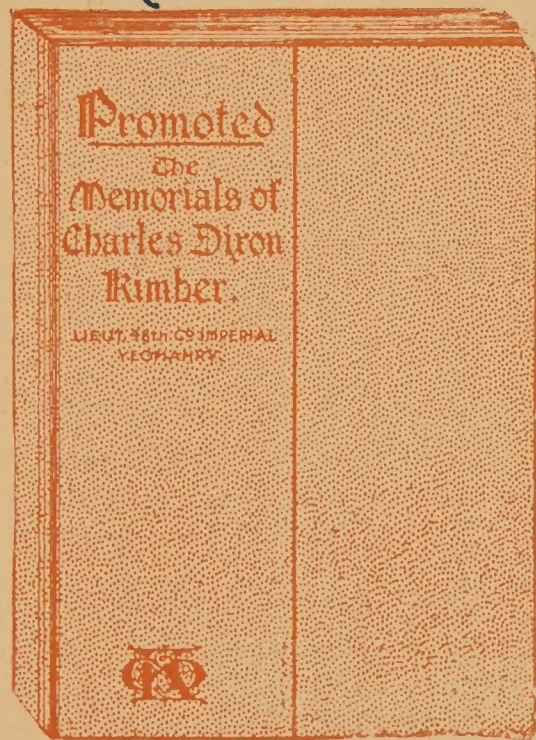 Promoted
The
Memorials of
Charles Dixon
Kimber.
LIEUT, 48th Co IMPERIAL
YEOMANRY.